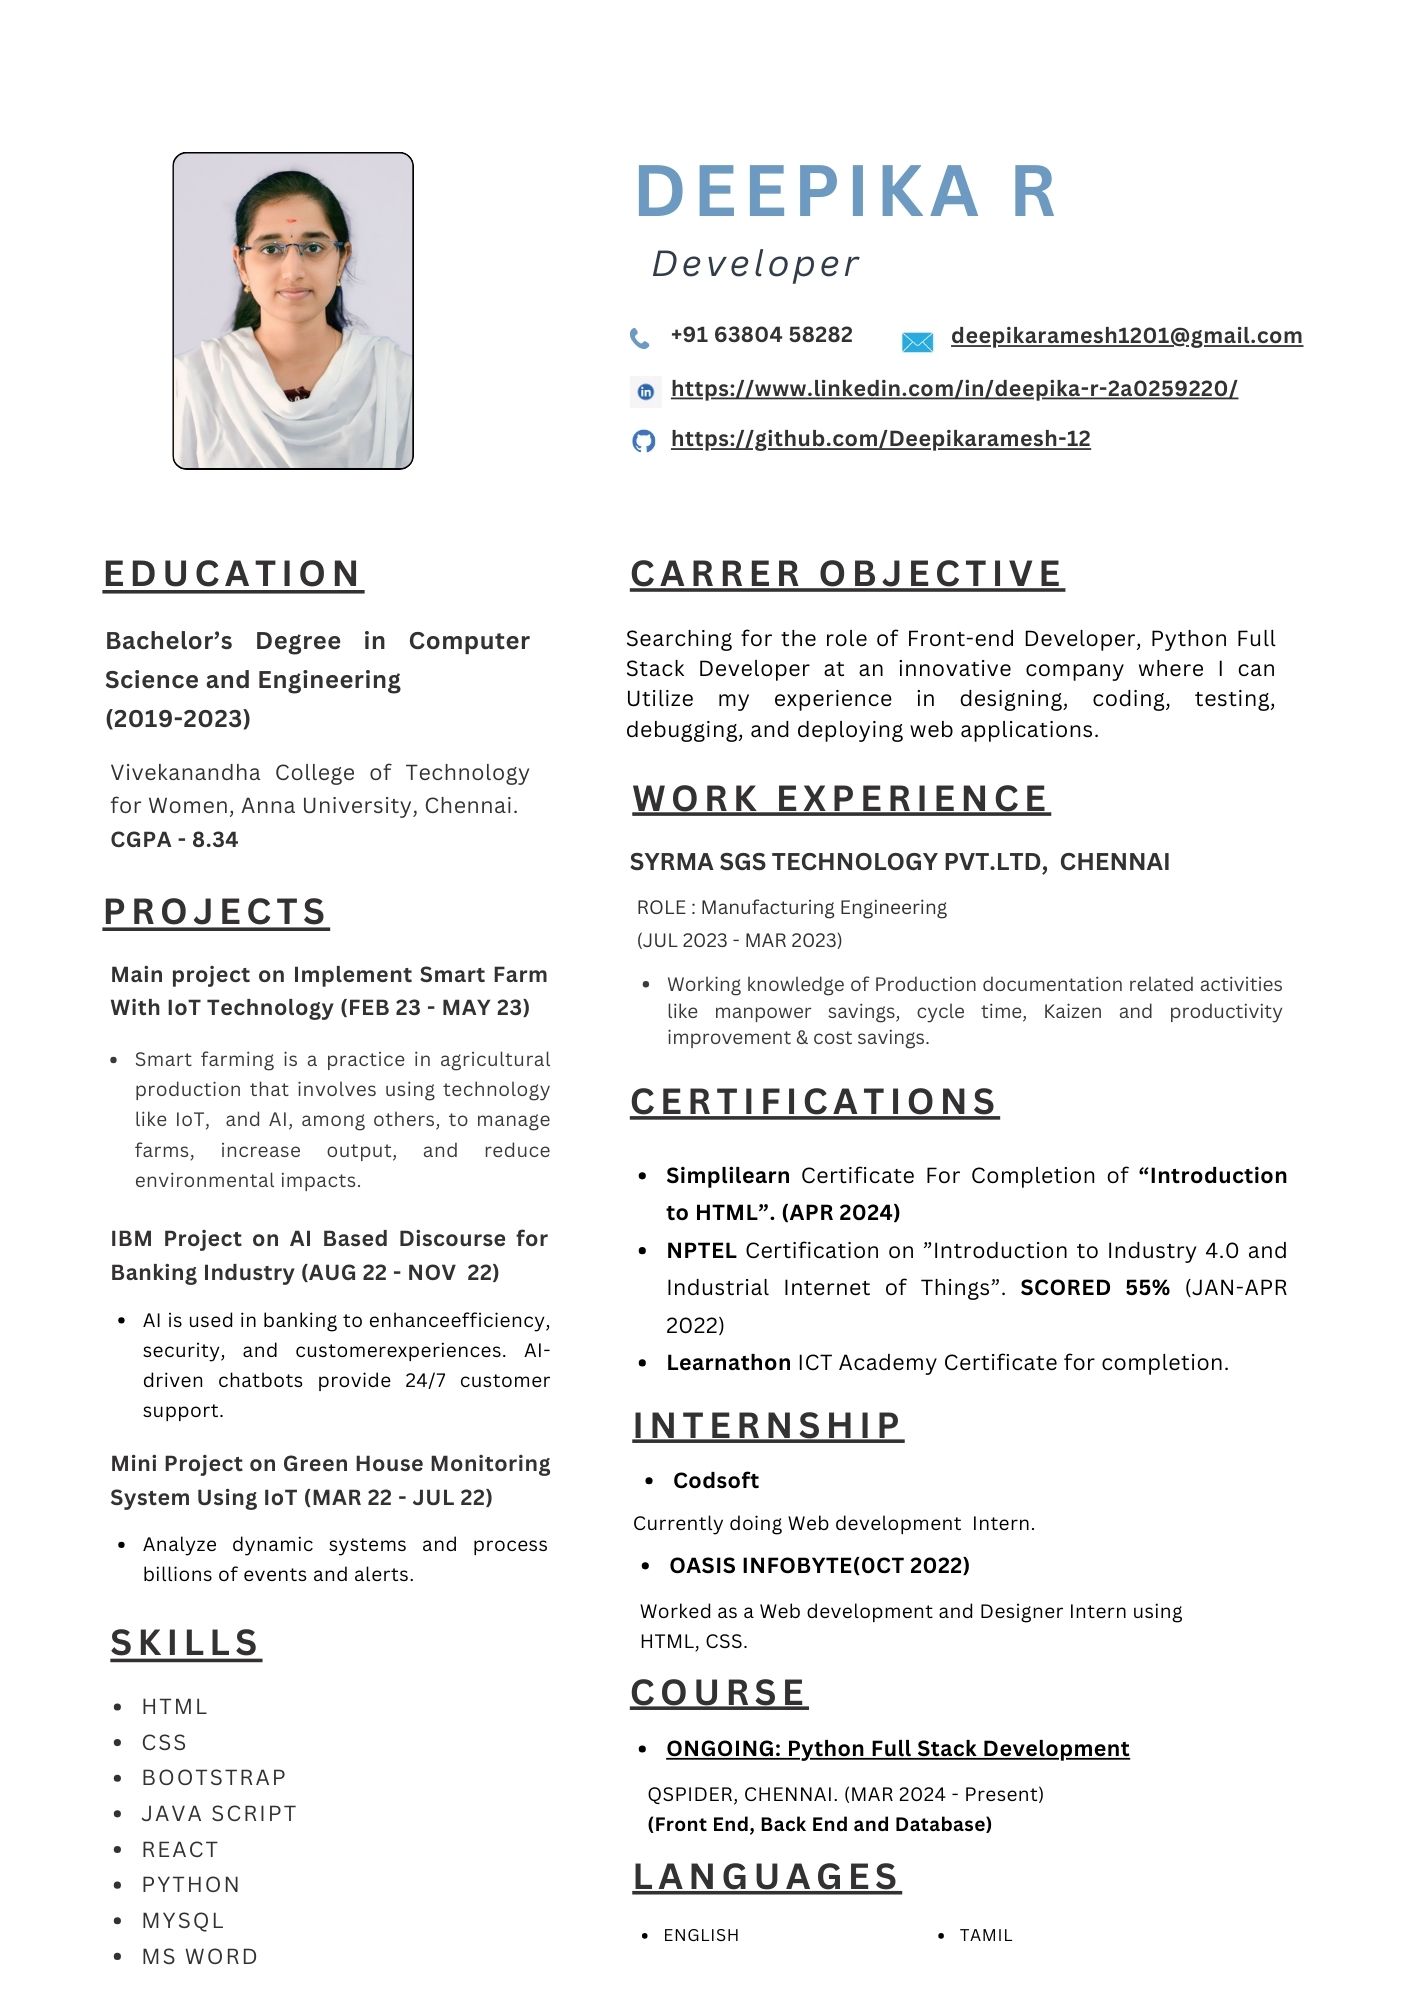 DEEPIKA R
Developer
+91 63804 58282
deepikaramesh1201@gmail.com
https://www.linkedin.com/in/deepika-r-2a0259220/
https://github.com/Deepikaramesh-12
EDUCATION
Bachelor’s Degree in Computer
Science and Engineering
(2019-2023)
Vivekanandha College of Technology
for Women, Anna University, Chennai.
CGPA - 8.34
PROJECTS
Main project on Implement Smart Farm
With IoT Technology (FEB 23 - MAY 23)
• Smart farming is a practice in agricultural
production that involves using technology
like IoT, and AI, among others, to manage
farms, increase output, and reduce
environmental impacts.
IBM Project on AI Based Discourse for
Banking Industry (AUG 22 - NOV 22)
• AI is used in banking to enhanceefficiency,
security, and customerexperiences. AI-
driven chatbots provide 24/7 customer
support.
Mini Project on Green House Monitoring
System Using IoT (MAR 22 - JUL 22)
• Analyze dynamic systems and process
billions of events and alerts.
SKILLS
• HTML
• CSS
• BOOTSTRAP
• JAVA SCRIPT
• REACT
• PYTHON
• MYSQL
• MS WORD
CARRER OBJECTIVE
Searching for the role of Front-end Developer, Python Full
Stack Developer at an innovative company where I can
Utilize my experience in designing, coding, testing,
debugging, and deploying web applications.
WORK EXPERIENCE
SYRMA SGS TECHNOLOGY PVT.LTD, CHENNAI
ROLE : Manufacturing Engineering
(JUL 2023 - MAR 2023)
• Working knowledge of Production documentation related activities
like manpower savings, cycle time, Kaizen and productivity
improvement & cost savings.
CERTIFICATIONS
• Simplilearn Certificate For Completion of “Introduction
to HTML”. (APR 2024)
• NPTEL Certification on ”Introduction to Industry 4.0 and
Industrial Internet of Things”. SCORED 55% (JAN-APR
2022)
• Learnathon ICT Academy Certificate for completion.
INTERNSHIP
• Codsoft
Currently doing Web development Intern.
• OASIS INFOBYTE(0CT 2022)
Worked as a Web development and Designer Intern using
HTML, CSS.
COURSE
• ONGOING: Python Full Stack Development
QSPIDER, CHENNAI. (MAR 2024 - Present)
(Front End, Back End and Database)
LANGUAGES
• ENGLISH
• TAMIL